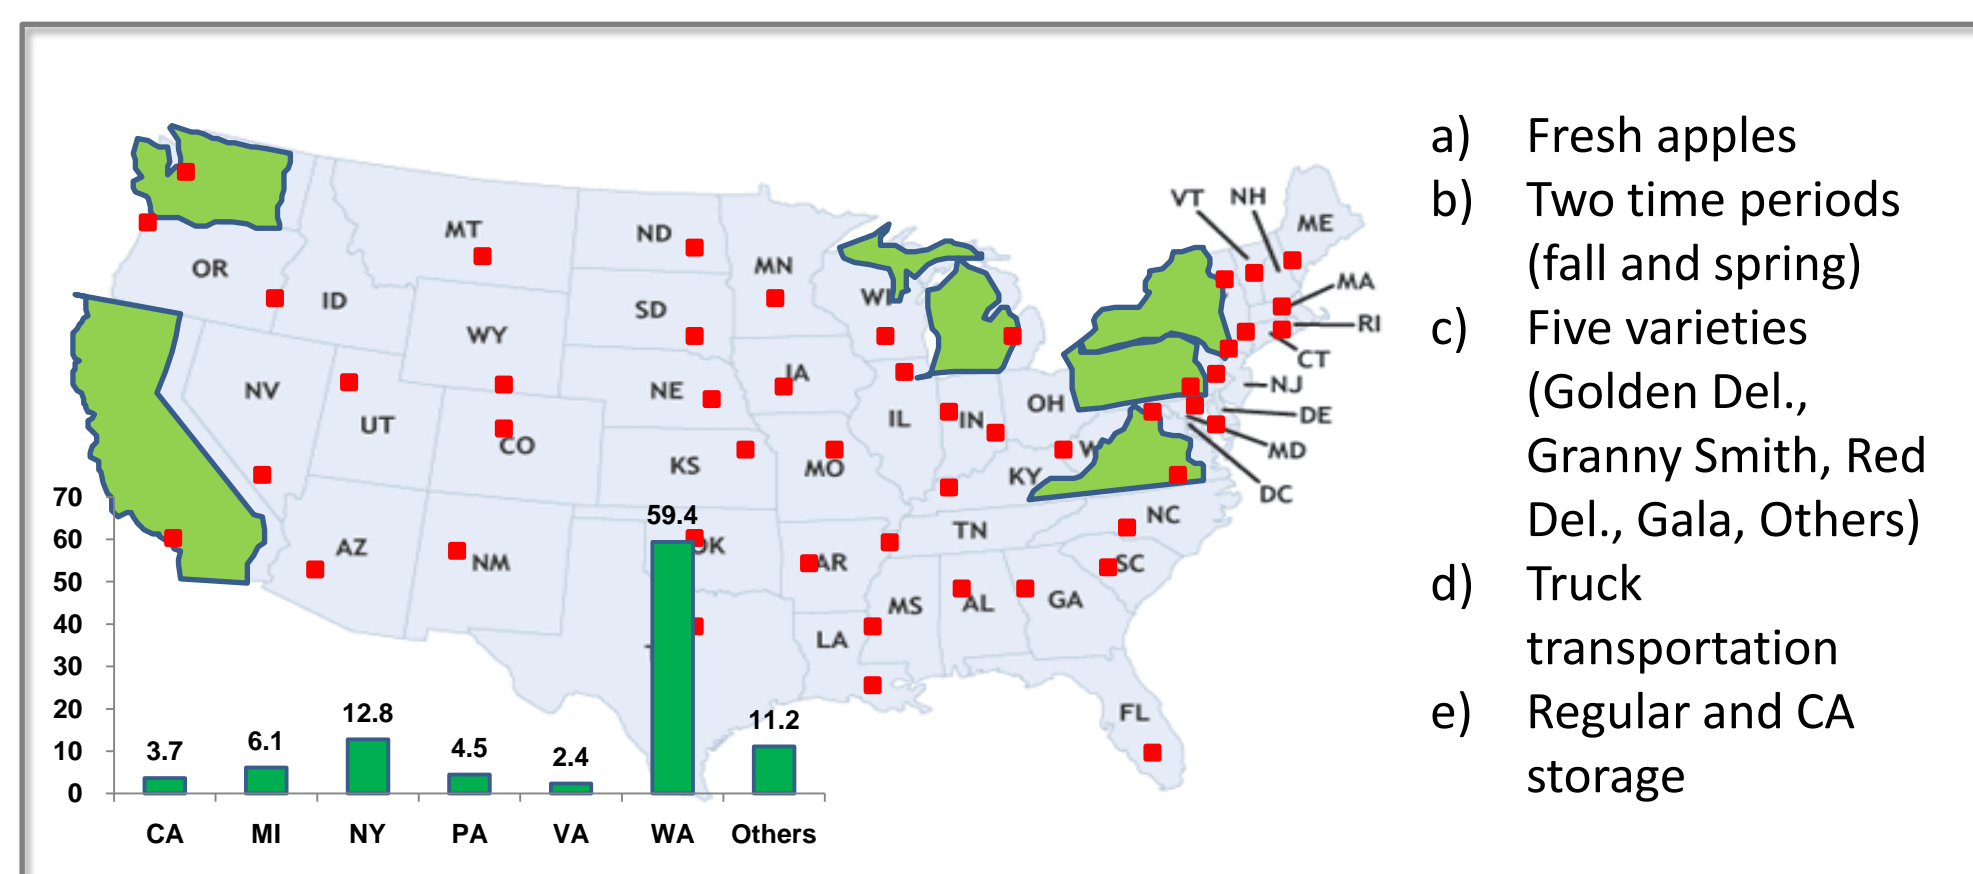 VT NH
ME
MT
ND
OR
MN
MA
ID
SD
WI
RI
WY
CT
IA
NV
NE
NJ
UT
IL
IN
OH
DE
CO
KS
MO
KY
W
MD
DC
AZ
NM
OK
AR
TN
NC
SC
MS
AL
GA
LA
FL
70
60
50
40
30
20
10
0
3.7
6.1
12.8
4.5
2.4
59.4
11.2
CA MI NY PA VA WA Others
a) Fresh apples
b) Two time periods
(fall and spring)
c) Five varieties
(Golden Del.,
Granny Smith, Red
Del., Gala, Others)
d) Truck
transportation
e) Regular and CA
storage